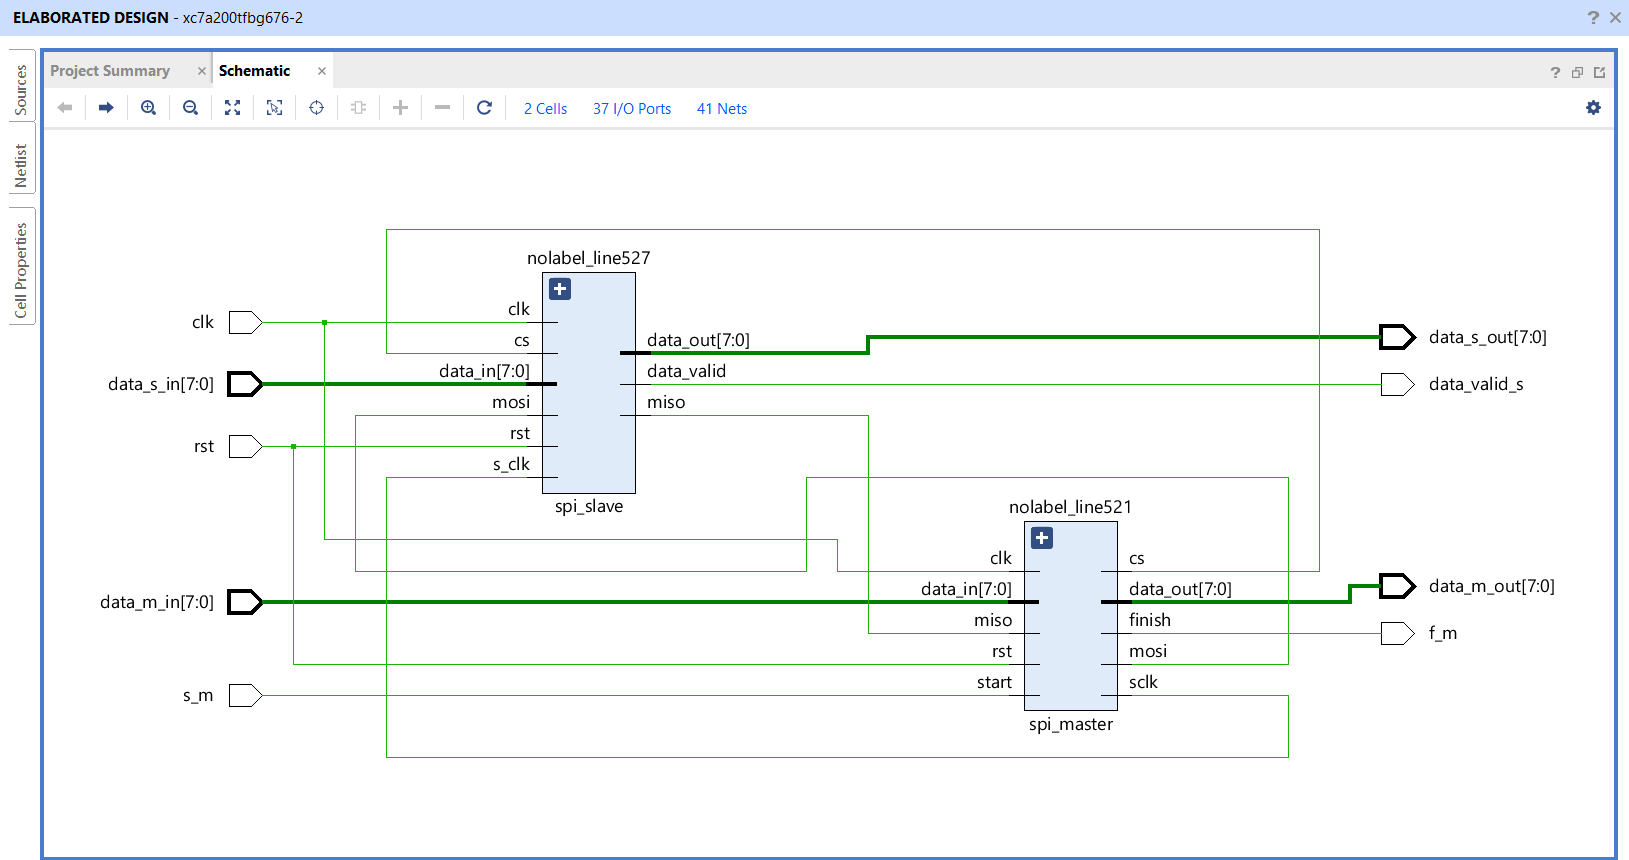 ELABORATED DESIGN - xc7a200tfbg676-2
? ×
Sources
Netlist
Cell Properties
Project Summary ×
Schematic ×
?
2 Cells
37 I/O Ports
41 Nets
nolabel_line527
clk
cs
data_in[7:0]
mosi
rst
s_clk
data_out[7:0]
data_valid
miso
spi_slave
clk
data_s_in[7:0]
rst
data_m_in[7:0]
s_m
nolabel_line521
clk
data_in[7:0]
miso
rst
start
cs
data_out[7:0]
finish
mosi
sclk
spi_master
data_s_out[7:0]
data_valid_s
data_m_out[7:0]
f_m